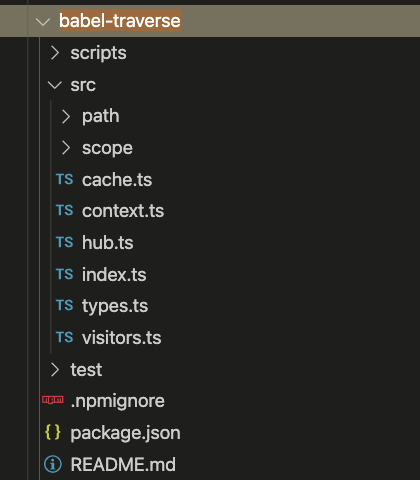 babel-traverse
scripts
src
path
scope
TS cache.ts
TS context.ts
TS hub.ts
TS index.ts
TS types.ts
TS visitors.ts
test
npm .npmignore
{} package.json
README.md